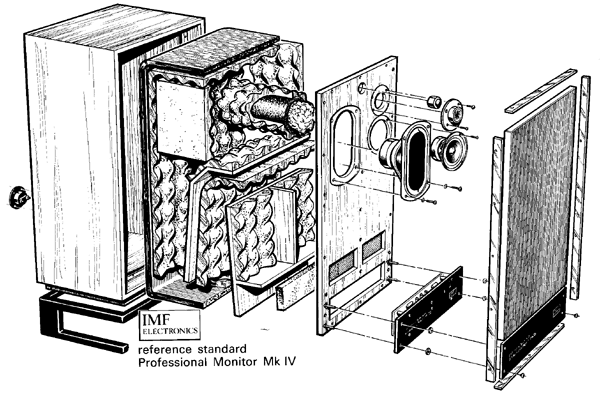 IMF
ELECTRONICS
reference standard
Professional Monitor Mk IV